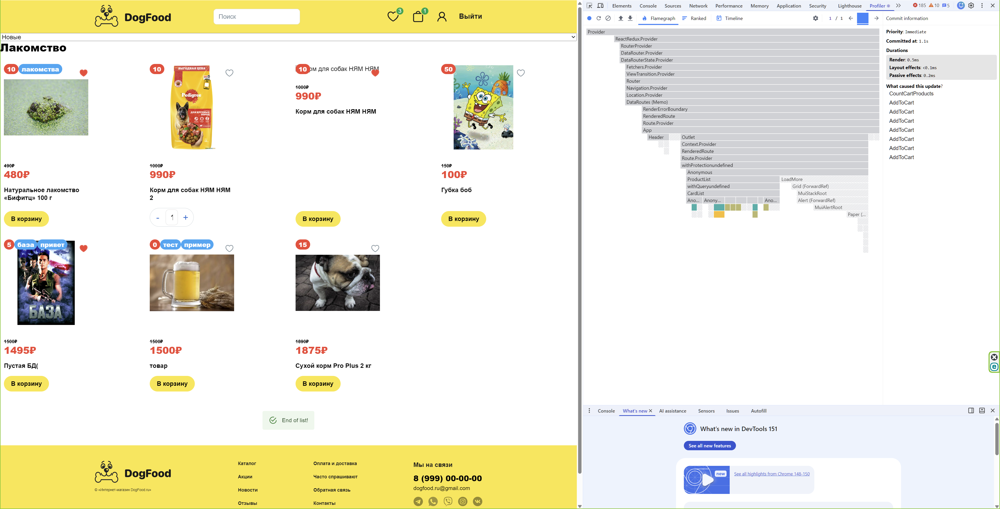 DogFood
Поиск
3
1
Выйти
Новые
Лакомство
10 лакомства
490₽
480₽
Натуральное лакомство
«Бифитц» 100 г
В корзину
10
ВЫГОДНАЯ ЦЕНА
Pedigree
ДЛЯ КРУПНЫХ
ПОРОД
1000₽
990₽
Корм для собак НЯМ НЯМ
2
- 1 +
10
рм для собак НЯМ НЯМ
1000₽
990₽
Корм для собак НЯМ НЯМ
В корзину
50
150₽
100₽
Губка боб
В корзину
5 база привет
БАЗА
1500₽
1495₽
Пустая БД(
В корзину
0 тест пример
1500₽
1500₽
товар
В корзину
15
1890₽
1875₽
Сухой корм Pro Plus 2 кг
В корзину
End of list!
DogFood
© «Интернет-магазин DogFood.ru»
Каталог
Акции
Новости
Отзывы
Оплата и доставка
Часто спрашивают
Обратная связь
Контакты
Мы на связи
8 (999) 00-00-00
dogfood.ru@gmail.com
Elements Console Sources Network Performance Memory Application Security Lighthouse Profiler 185 10 5
Flamegraph Ranked Timeline 1 / 1
Provider
ReactRedux.Provider
RouterProvider
DataRouter.Provider
DataRouterState.Provider
Fetchers.Provider
ViewTransition.Provider
Router
Navigation.Provider
Location.Provider
DataRoutes (Memo)
RenderErrorBoundary
RenderedRoute
Route.Provider
App
Header Outlet
Context.Provider
RenderedRoute
Route.Provider
withProtectionundefined
Anonymous
ProductList LoadMore
withQueryundefined Grid (ForwardRef)
CardList MuiStackRoot
Ano... Anony... Ano... Alert (ForwardRef)
MuiAlertRoot
Paper (...
Commit information
Priority: Immediate
Committed at: 1.1s
Durations
Render: 0.5ms
Layout effects: <0.1ms
Passive effects: 0.2ms
What caused this update?
CountCartProducts
AddToCart
AddToCart
AddToCart
AddToCart
AddToCart
AddToCart
AddToCart
Console What's new AI assistance Sensors Issues Autofill
What's new in DevTools 151
See all new features
new
See all highlights from Chrome 148-150